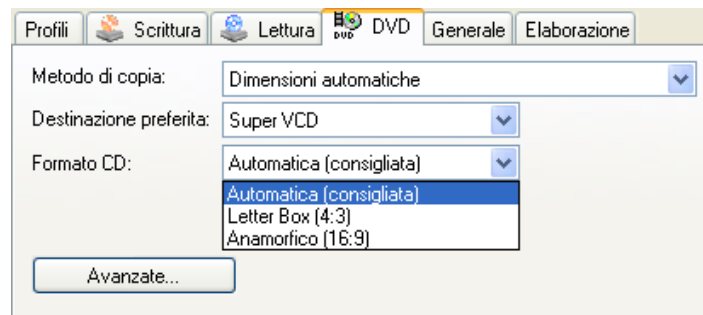 Profili Scrittura Lettura DVD DVD Generale Elaborazione
Metodo di copia: Dimensioni automatiche
Destinazione preferita: Super VCD
Formato CD: Automatica (consigliata)
Automatica (consigliata)
Letter Box (4:3)
Anamorfico (16:9)
Avanzate...